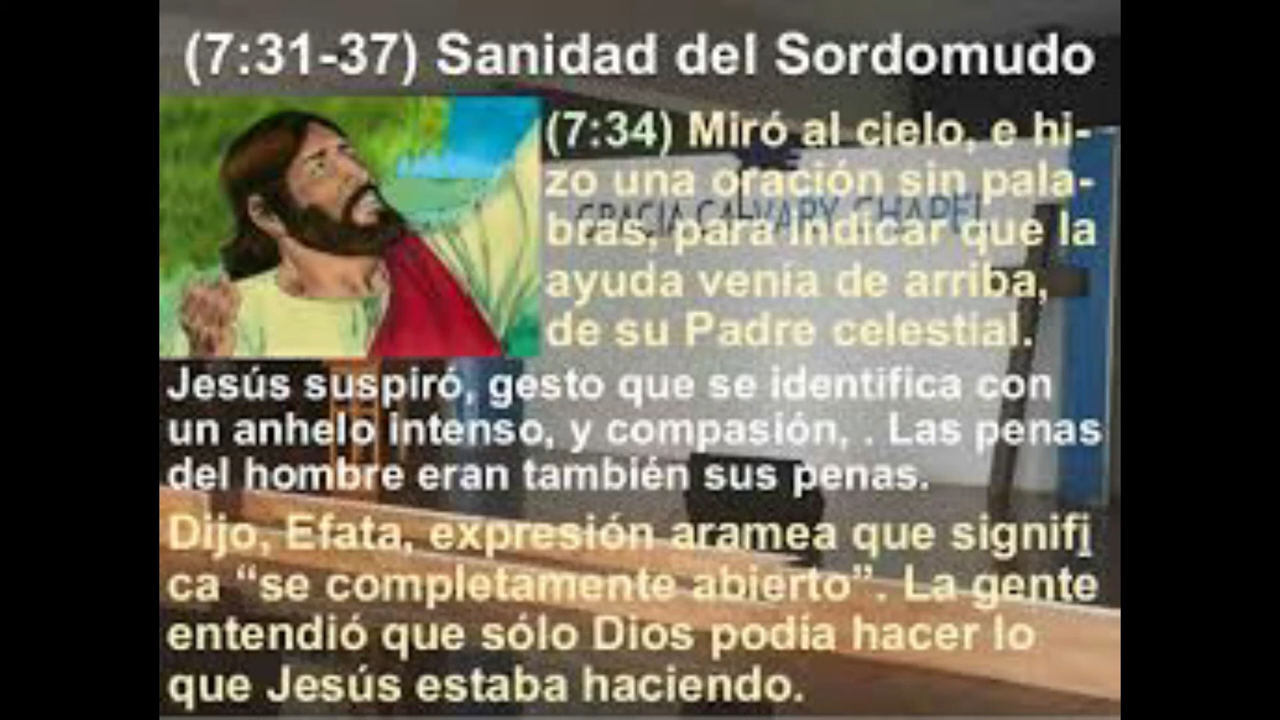 (7:31-37) Sanidad del Sordomudo
(7:34) Miró al cielo, e hi-
zo una oración sin pala-
bras, para indicar que la
ayuda venía de arriba,
de su Padre celestial.
GRACIA CALVARY CHAPEL
Jesús suspiró, gesto que se identifica con
un anhelo intenso, y compasión, . Las penas
del hombre eran también sus penas.
Dijo, Efata, expresión aramea que signifi
ca “se completamente abierto”. La gente
entendió que sólo Dios podía hacer lo
que Jesús estaba haciendo.